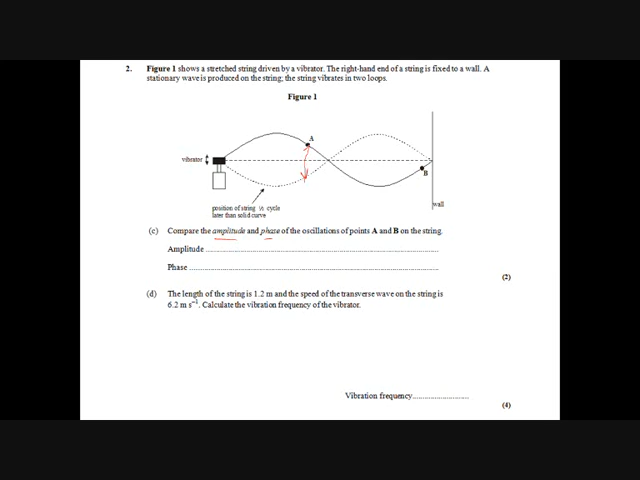 2. Figure 1 shows a stretched string driven by a vibrator. The right-hand end of a string is fixed to a wall. A
stationary wave is produced on the string; the string vibrates in two loops.
Figure 1
A
vibrator
B
wall
position of string in cycle
later than solid curve
(c) Compare the amplitude and phase of the oscillations of points A and B on the string.
Amplitude ....................................................................................
Phase ....................................................................................
(2)
(d) The length of the string is 1.2 m and the speed of the transverse wave on the string is
6.2 m s⁻¹. Calculate the vibration frequency of the vibrator.
Vibration frequency.........................
(4)